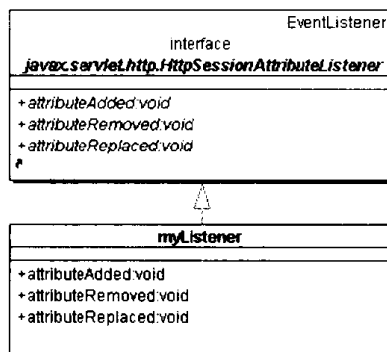 EventListener
interface
javax.servlet.http.HttpSessionAttributeListener
+attributeAdded:void
+attributeRemoved:void
+attributeReplaced:void
myListener
+attributeAdded:void
+attributeRemoved:void
+attributeReplaced:void